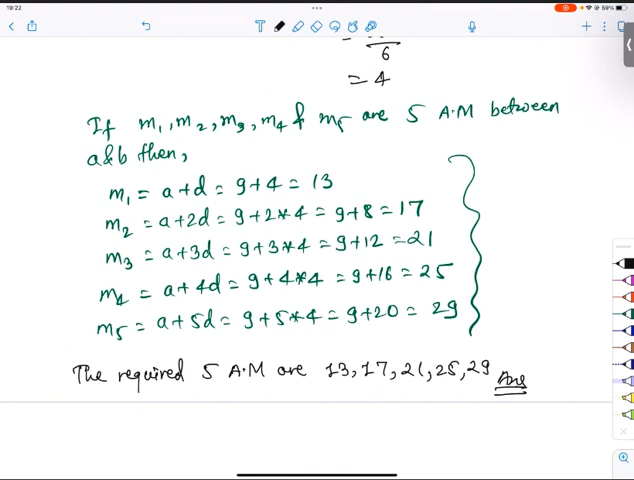 19:22
59%
6
= 4
If m₁, m₂, m₃, m₄ & m₅ are 5 A.M between
a&b then,
m₁ = a+d = 9+4 = 13
m₂ = a+2d = 9+2*4 = 9+8 = 17
m₃ = a+3d = 9+3*4 = 9+12 = 21
m₄ = a+4d = 9+4*4 = 9+16 = 25
m₅ = a+5d = 9+5*4 = 9+20 = 29
The required 5 A.M are 13, 17, 21, 25, 29 Ans